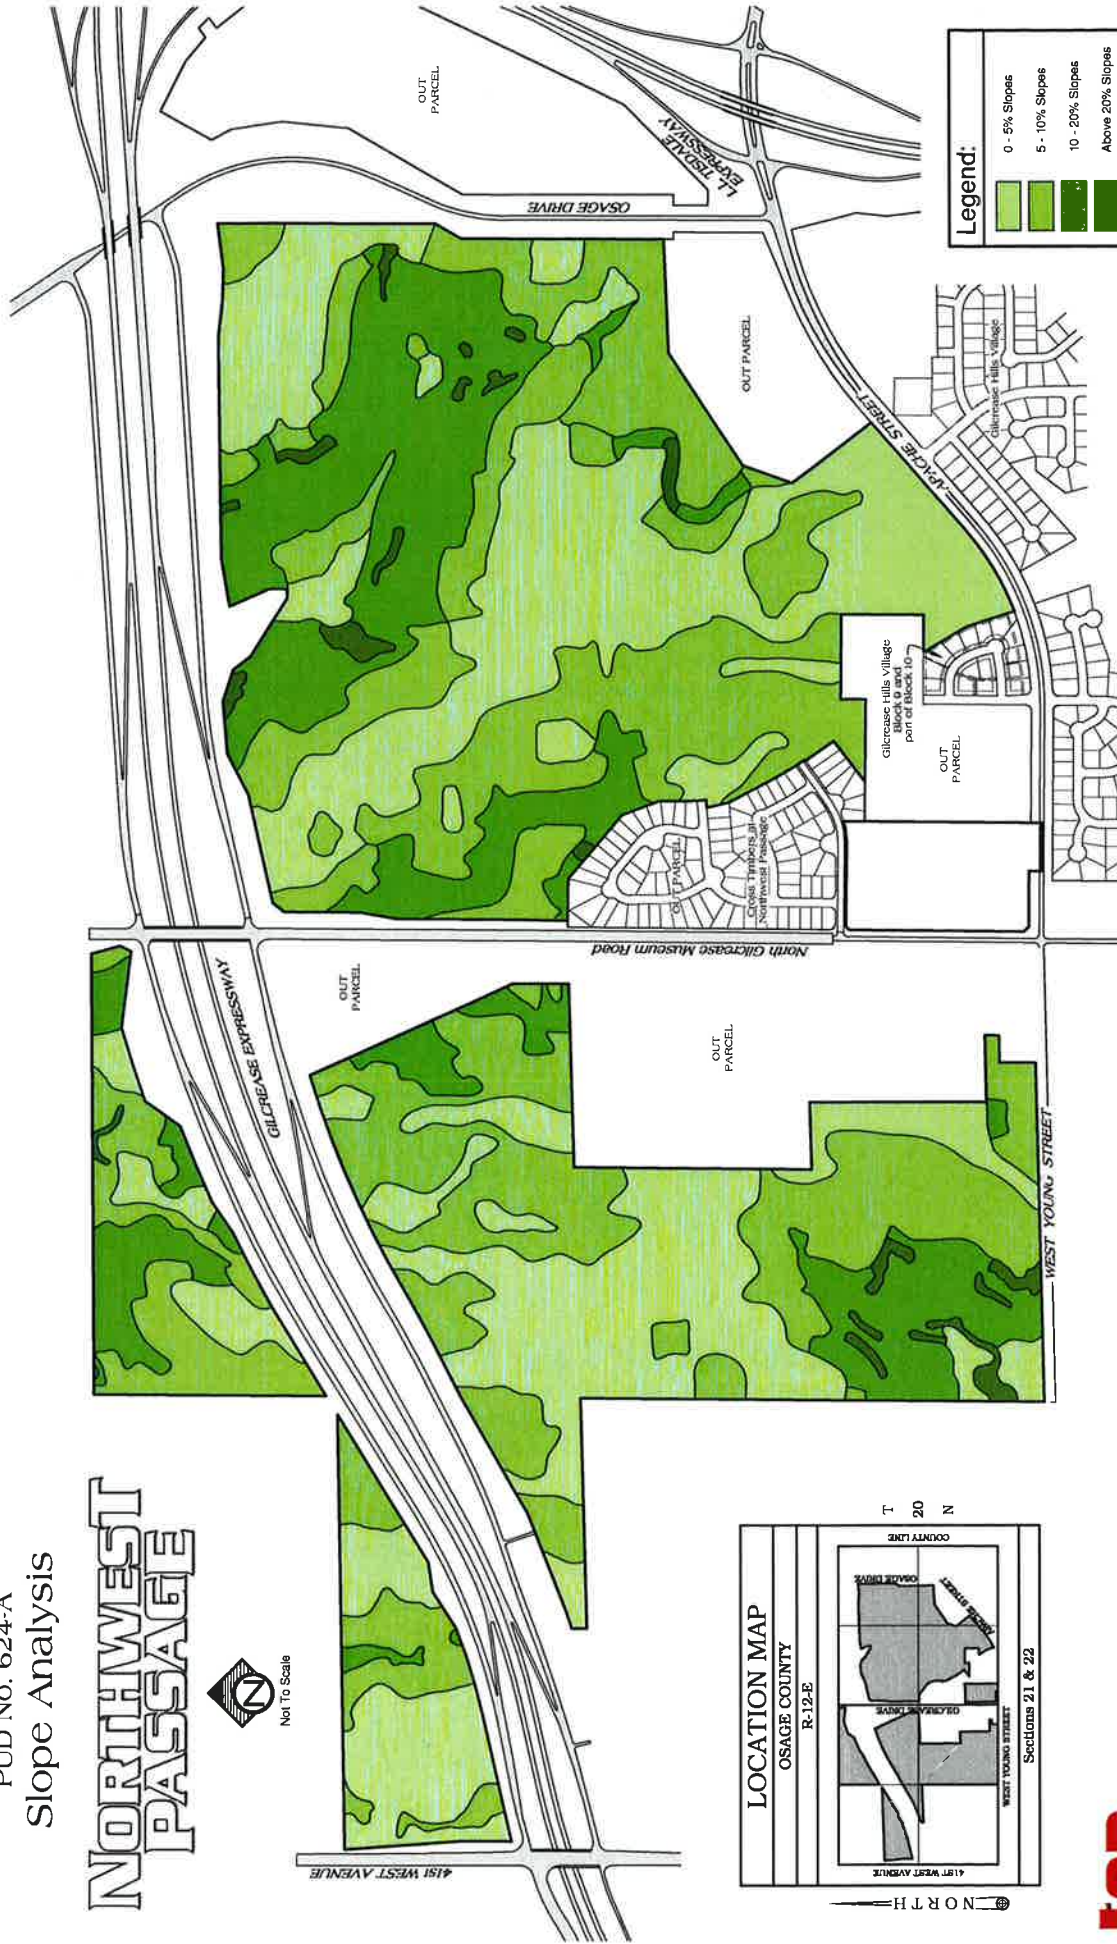 PUD No. 624-A
Slope Analysis
NORTHWEST
PASSAGE
N
Not To Scale
41ST WEST AVENUE
GILCREASE EXPRESSWAY
OUT
PARCEL
North Gilcrease Museum Road
OUT
PARCEL
WEST YOUNG STREET
OUT PARCEL
Cross Timbers at
Northwest Passage
Gilcrease Hills Village
Block 9 and
part of Block 10
OUT
PARCEL
APACHE STREET
Gilcrease Hills Village
OUT PARCEL
OSAGE DRIVE
L.L. TISDALE
EXPRESSWAY
OUT
PARCEL
Legend:
0 - 5% Slopes
5 - 10% Slopes
10 - 20% Slopes
Above 20% Slopes
LOCATION MAP
OSAGE COUNTY
R-12-E
41ST WEST AVENUE
GILCREASE DRIVE
OSAGE DRIVE
APACHE STREET
COUNTY LINE
WEST YOUNG STREET
T
20
N
Sections 21 & 22
NORTH